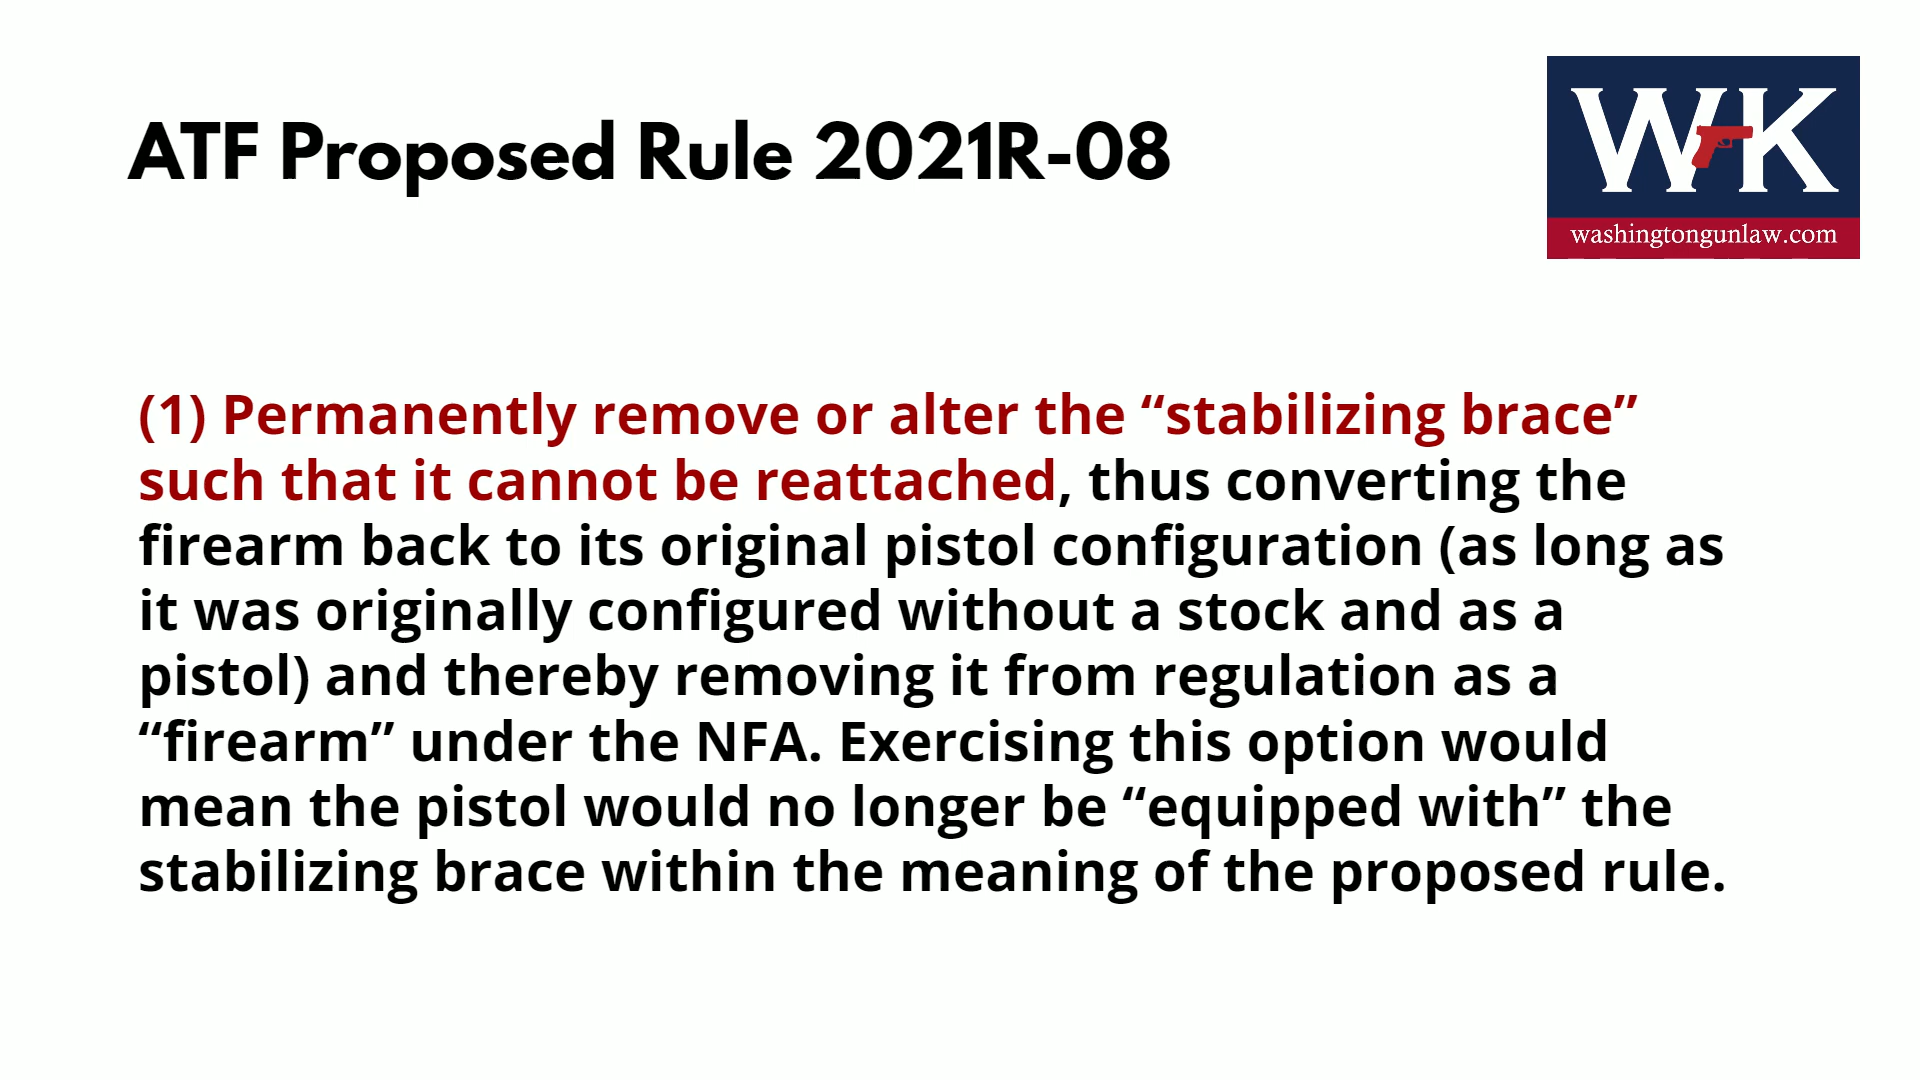 ATF Proposed Rule 2021R-08
WK
washingtongunlaw.com
(1) Permanently remove or alter the “stabilizing brace”
such that it cannot be reattached, thus converting the
firearm back to its original pistol configuration (as long as
it was originally configured without a stock and as a
pistol) and thereby removing it from regulation as a
“firearm” under the NFA. Exercising this option would
mean the pistol would no longer be “equipped with” the
stabilizing brace within the meaning of the proposed rule.